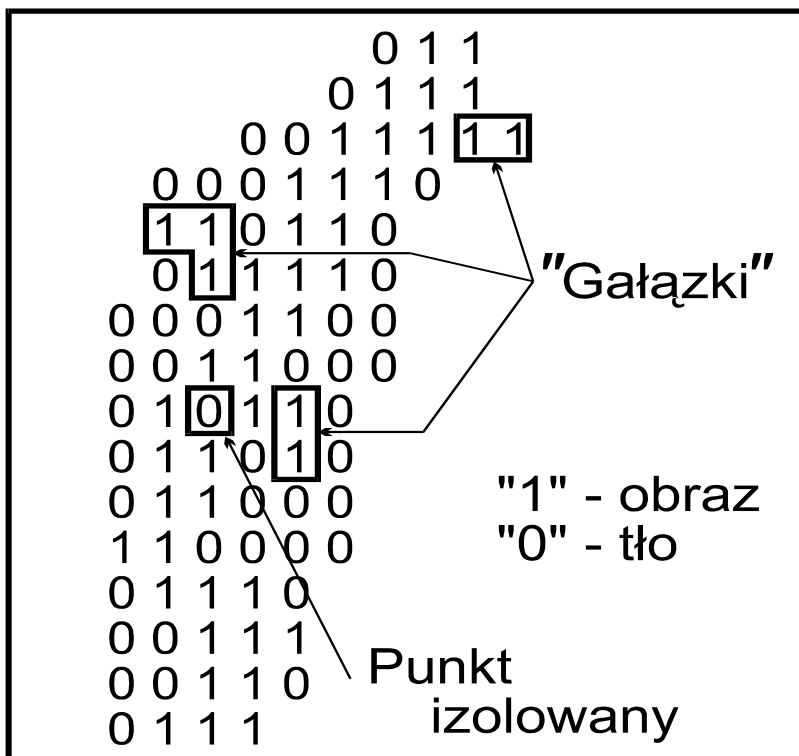 0 1 1
0 1 1 1
0 0 1 1 1 1 1
0 0 0 1 1 1 0
1 1 0 1 1 0
0 1 1 1 1 0
"Gałązki"
0 0 0 1 1 0 0
0 0 1 1 0 0 0
0 1 0 1 1 0
0 1 1 0 1 0
0 1 1 0 0 0
"1" - obraz
1 1 0 0 0 0
"0" - tło
0 1 1 1 0
0 0 1 1 1
0 0 1 1 0
Punkt
izolowany
0 1 1 1